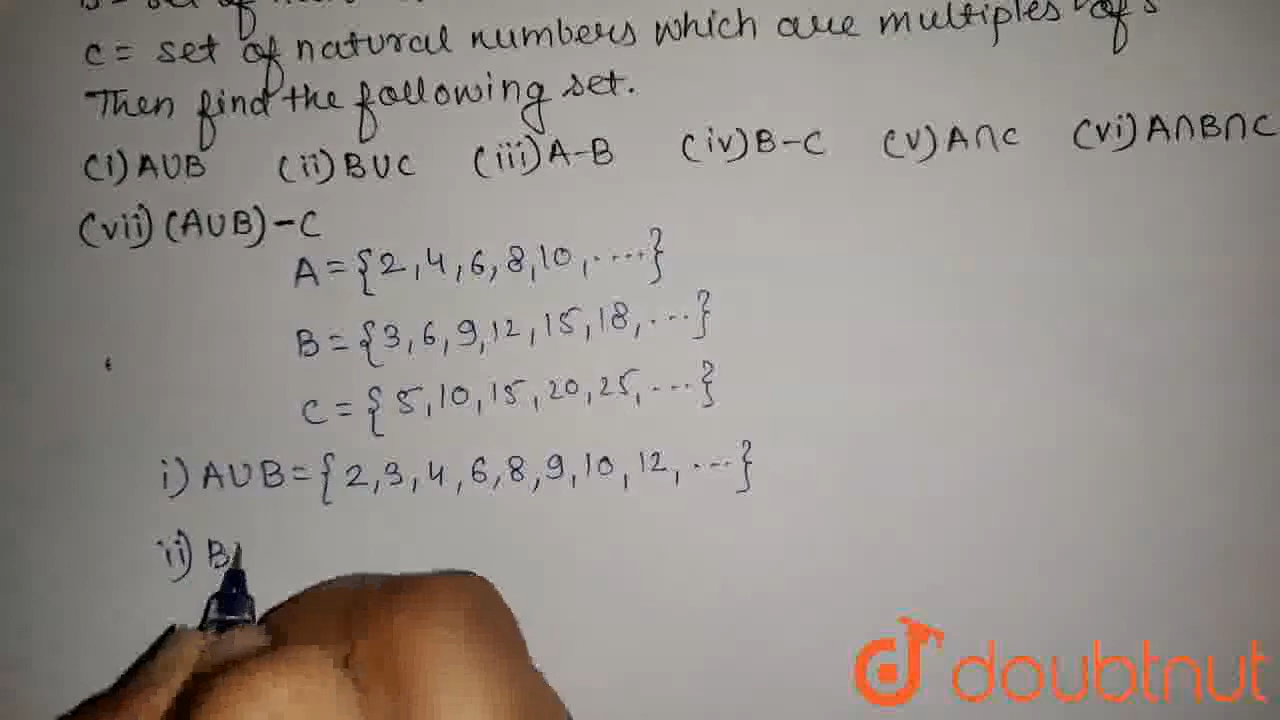 C = set of natural numbers which are multiples of 5
Then find the following set.
(i) A∪B (ii) B∪C (iii) A-B (iv) B-C (v) A∩C (vi) A∩B∩C
(vii) (A∪B)-C
A = {2, 4, 6, 8, 10, .....}
B = {3, 6, 9, 12, 15, 18, ...}
C = {5, 10, 15, 20, 25, ....}
i) A∪B = {2, 3, 4, 6, 8, 9, 10, 12, ....}
ii) B
doubtnut